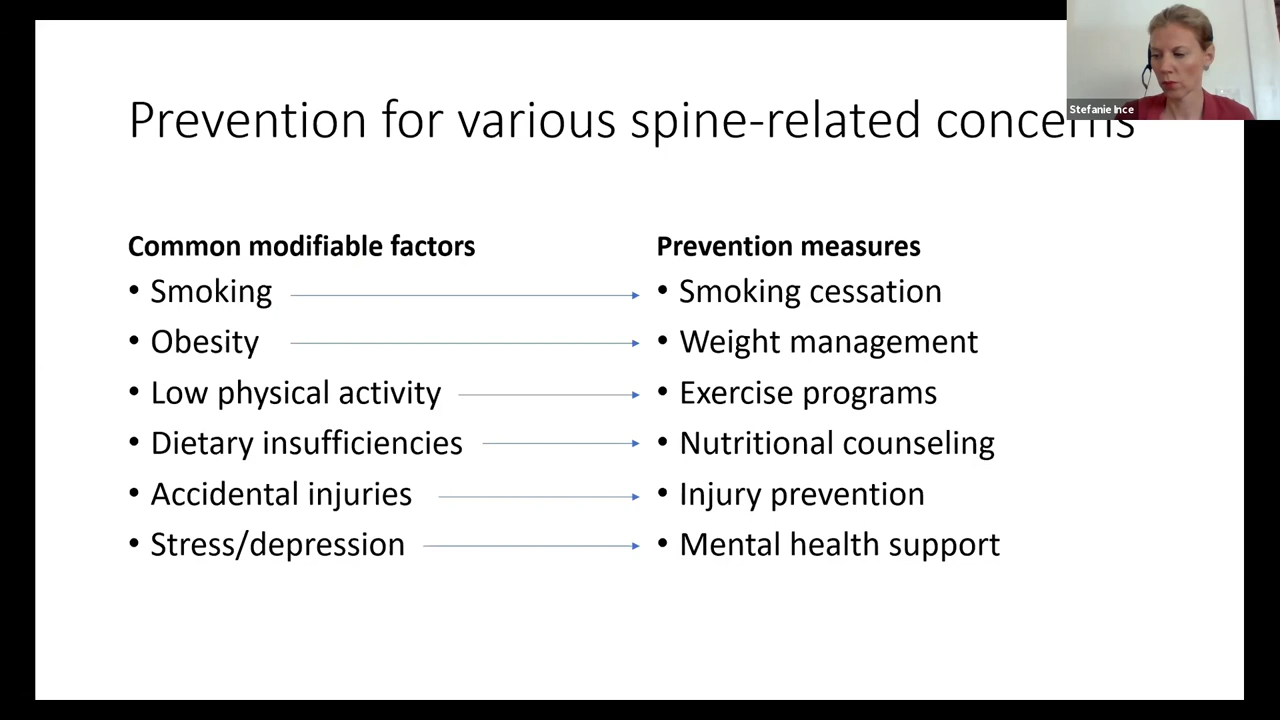 Stefanie Ince
Prevention for various spine-related concerns
Common modifiable factors
• Smoking
• Obesity
• Low physical activity
• Dietary insufficiencies
• Accidental injuries
• Stress/depression
Prevention measures
• Smoking cessation
• Weight management
• Exercise programs
• Nutritional counseling
• Injury prevention
• Mental health support